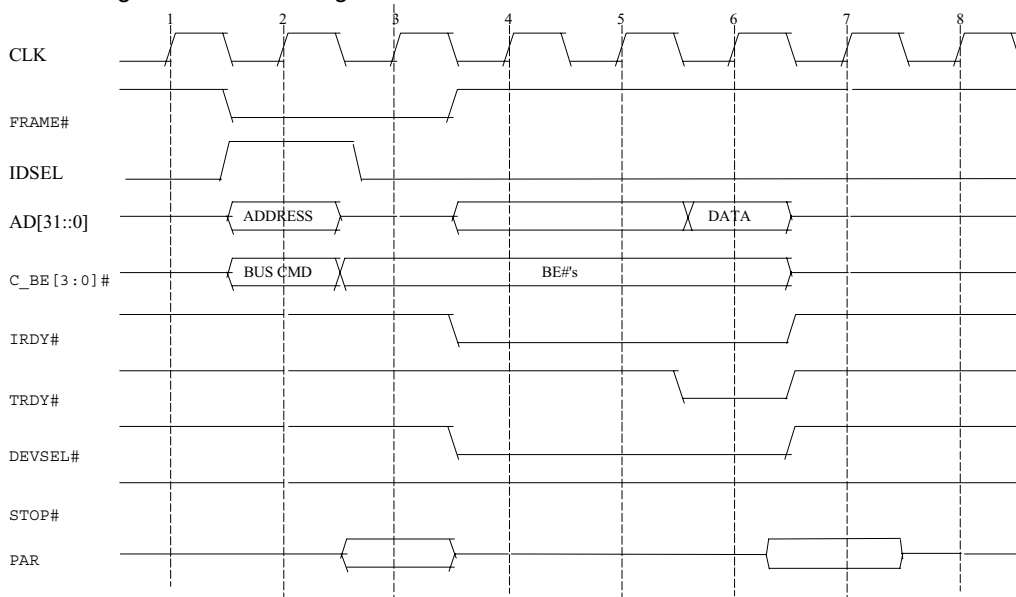 1 2 3 4 5 6 7 8
CLK
FRAME#
IDSEL
AD[31::0] ADDRESS DATA
C_BE[3:0]# BUS CMD BE#'s
IRDY#
TRDY#
DEVSEL#
STOP#
PAR